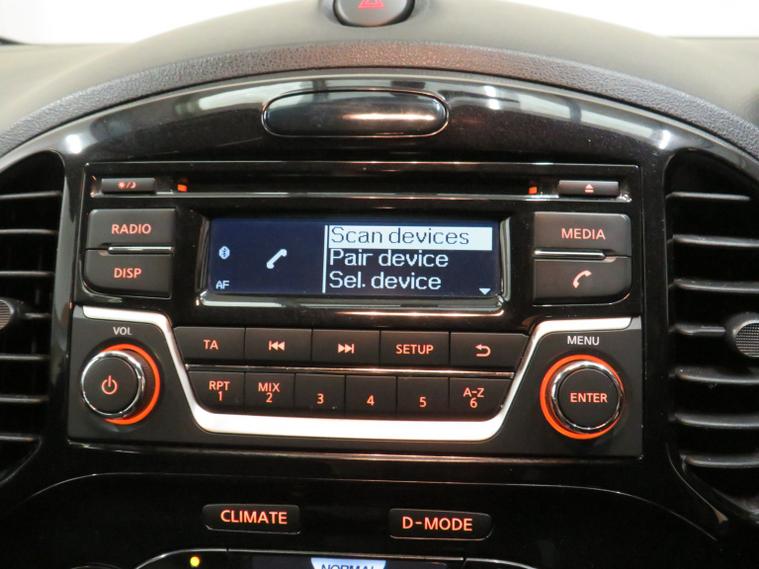 RADIO
DISP
AF
Scan devices
Pair device
Sel. device
MEDIA
VOL
TA
SETUP
MENU
RPT
1
MIX
2
3
4
5
A-Z
6
ENTER
CLIMATE
D-MODE
NORMAL